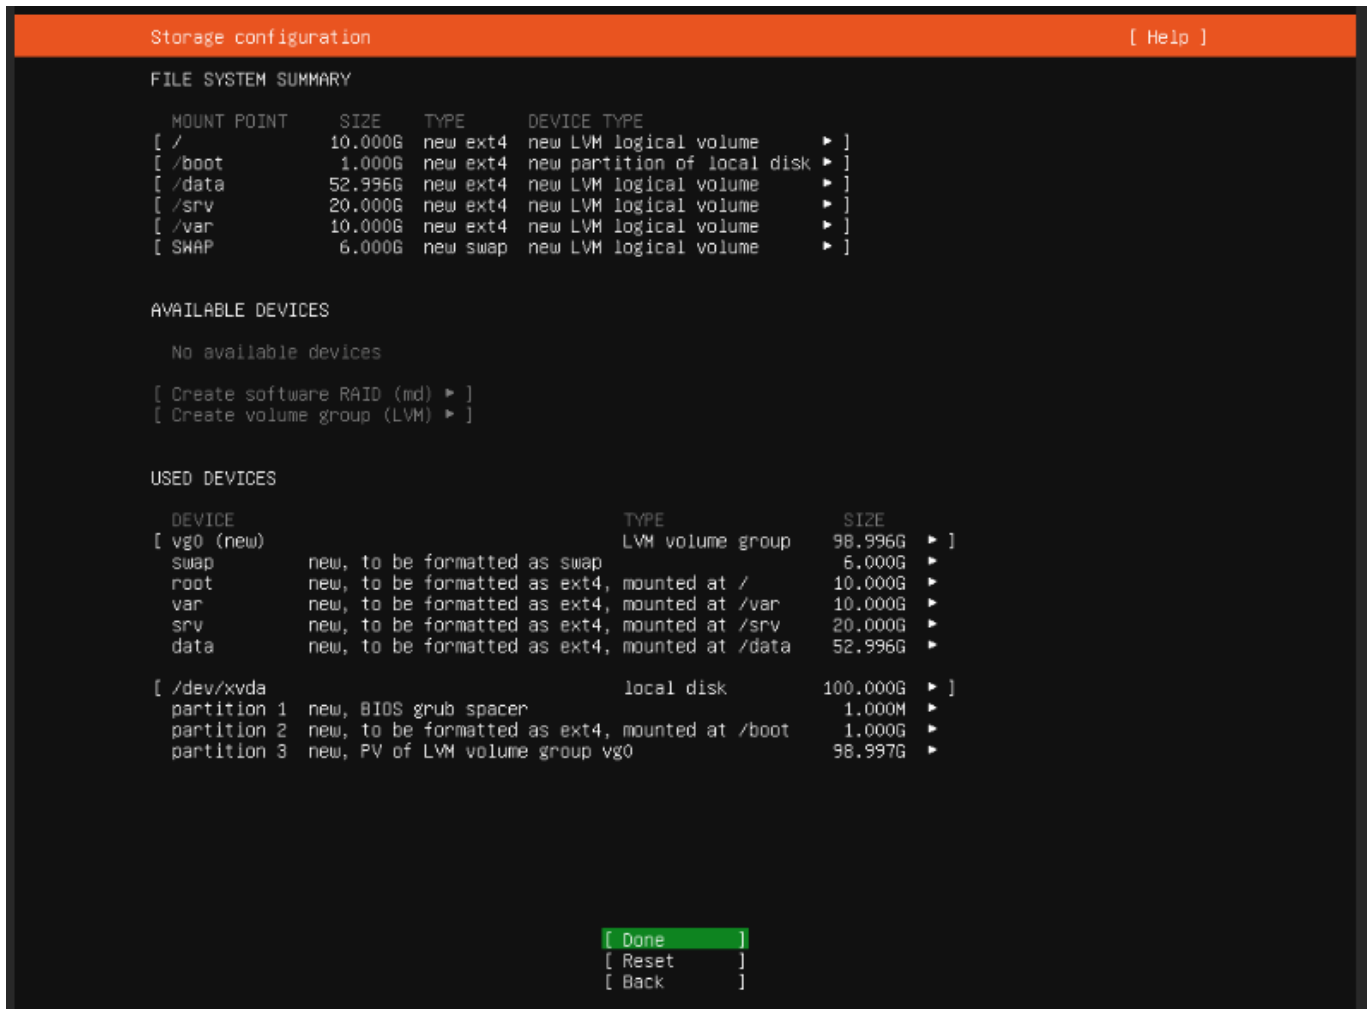 Storage configuration [ Help ]
FILE SYSTEM SUMMARY
MOUNT POINT SIZE TYPE DEVICE TYPE
[ / 10.000G new ext4 new LVM logical volume ▸ ]
[ /boot 1.000G new ext4 new partition of local disk ▸ ]
[ /data 52.996G new ext4 new LVM logical volume ▸ ]
[ /srv 20.000G new ext4 new LVM logical volume ▸ ]
[ /var 10.000G new ext4 new LVM logical volume ▸ ]
[ SWAP 6.000G new swap new LVM logical volume ▸ ]
AVAILABLE DEVICES
No available devices
[ Create software RAID (md) ▸ ]
[ Create volume group (LVM) ▸ ]
USED DEVICES
DEVICE TYPE SIZE
[ vg0 (new) LVM volume group 98.996G ▸ ]
swap new, to be formatted as swap 6.000G ▸
root new, to be formatted as ext4, mounted at / 10.000G ▸
var new, to be formatted as ext4, mounted at /var 10.000G ▸
srv new, to be formatted as ext4, mounted at /srv 20.000G ▸
data new, to be formatted as ext4, mounted at /data 52.996G ▸
[ /dev/xvda local disk 100.000G ▸ ]
partition 1 new, BIOS grub spacer 1.000M ▸
partition 2 new, to be formatted as ext4, mounted at /boot 1.000G ▸
partition 3 new, PV of LVM volume group vg0 98.997G ▸
[ Done ]
[ Reset ]
[ Back ]